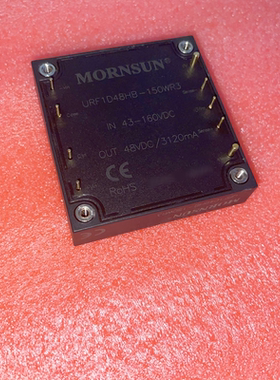 MORNSUN®
URF1D48HB-150WR3
IN 43-160VDC
OUT 48VDC/3120mA
CE
RoHS